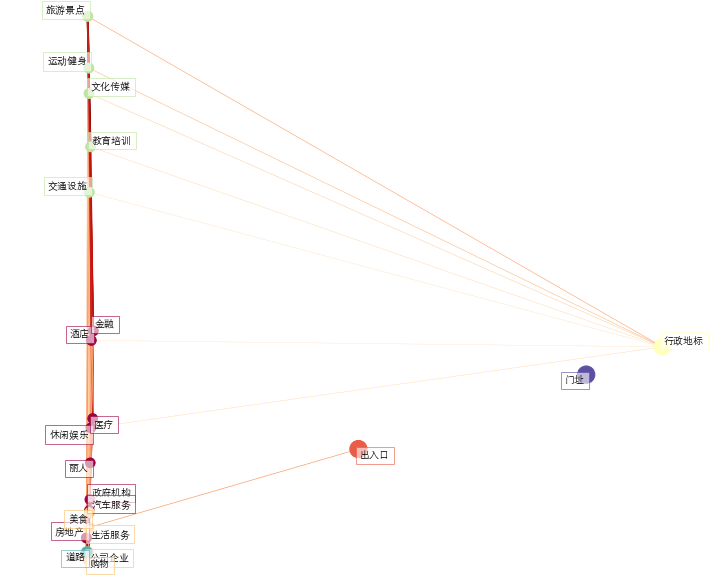 旅游景点
运动健身
文化传媒
教育培训
交通设施
金融
酒店
行政地标
门址
医疗
休闲娱乐
出入口
丽人
政府机构
汽车服务
美食
房地产
生活服务
道路
公司企业
购物